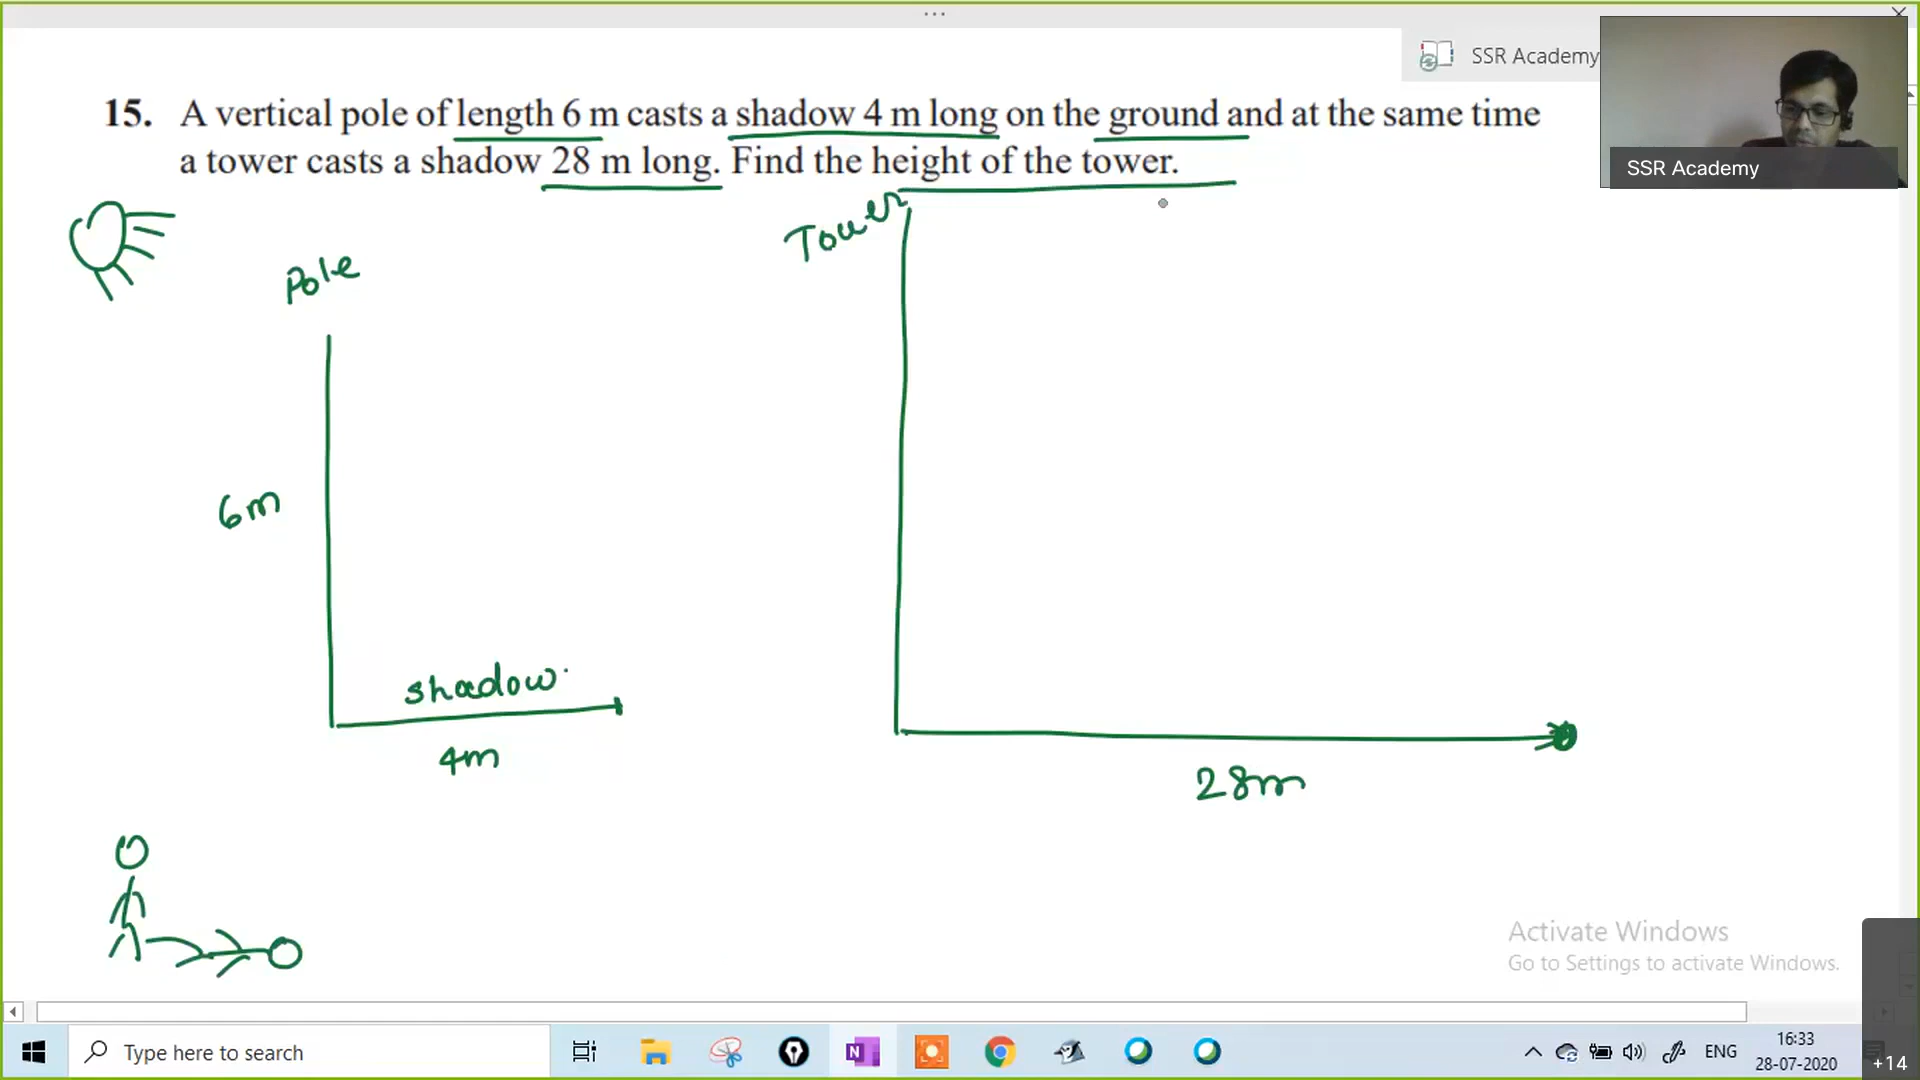 SSR Academy
15. A vertical pole of length 6 m casts a shadow 4 m long on the ground and at the same time
a tower casts a shadow 28 m long. Find the height of the tower.
SSR Academy
Tower
Pole
6m
shadow
4m
28m
Activate Windows
Go to Settings to activate Windows.
Type here to search
N
ENG
16:33
28-07-2020
+14